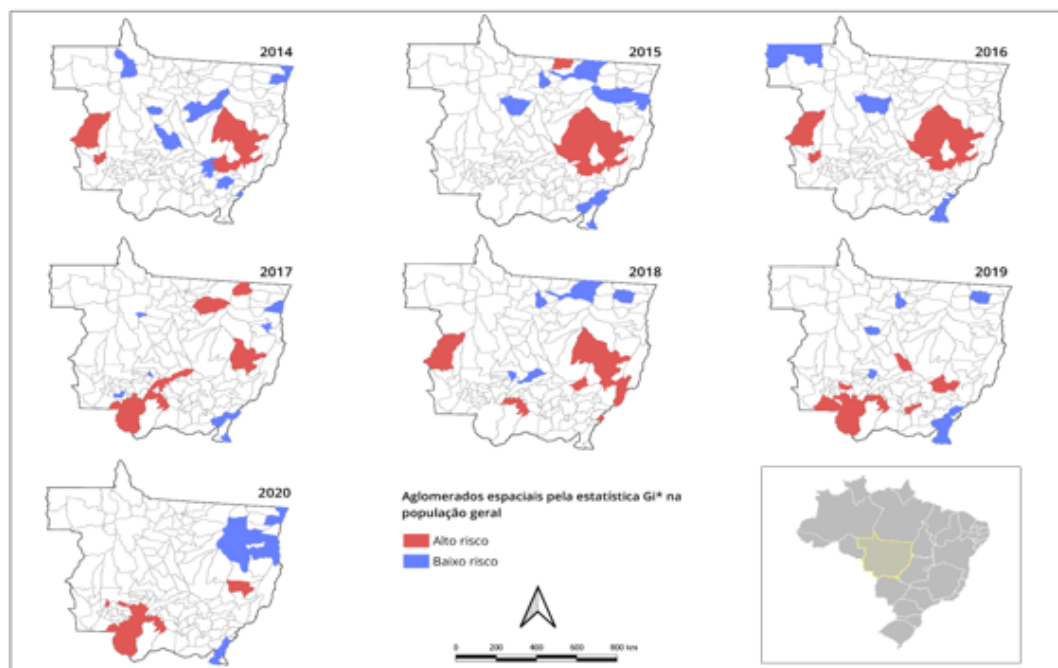 2014
2015
2016
2017
2018
2019
2020
Aglomerados espaciais pela estatística Gi* na
população geral
Alto risco
Baixo risco
0 200 400 600 800 km